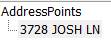 AddressPoints
3728 JOSH LN